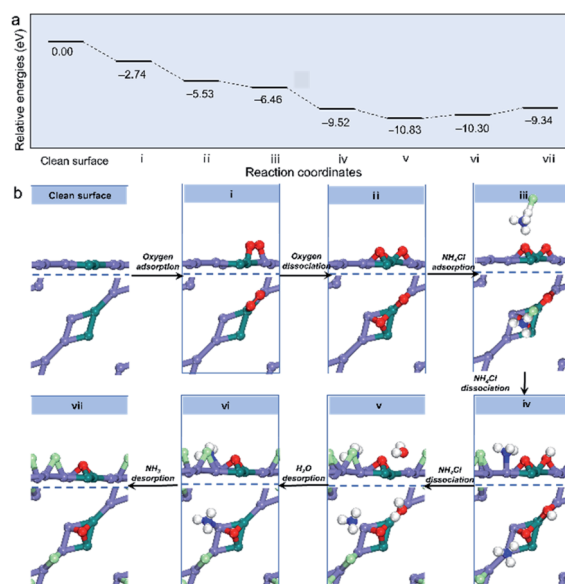 a
Relative energies (eV)
0.00
−2.74
−5.53
−6.46
−9.52
−10.83
−10.30
−9.34
Clean surface i ii iii iv v vi vii
Reaction coordinates
b
Clean surface
i
ii
iii
Oxygen
adsorption
Oxygen
dissociation
NH₄Cl
adsorption
NH₄Cl
dissociation
vii
vi
v
iv
NH₃
desorption
H₂O
desorption
NH₄Cl
dissociation